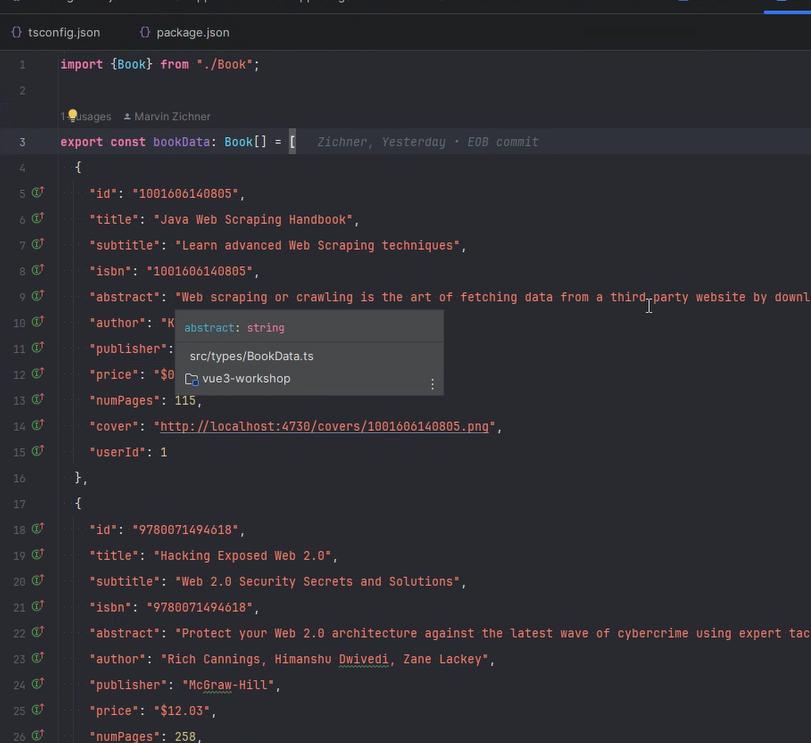 tsconfig.json package.json
1 import {Book} from "./Book";
2
usages Marvin Zichner
3 export const bookData: Book[] = [ Zichner, Yesterday • EOB commit
4 {
5 "id": "1001606140805",
6 "title": "Java Web Scraping Handbook",
7 "subtitle": "Learn advanced Web Scraping techniques",
8 "isbn": "1001606140805",
9 "abstract": "Web scraping or crawling is the art of fetching data from a third party website by downl
10 "author": "K
abstract: string
11 "publisher":
src/types/BookData.ts
12 "price": "$0
vue3-workshop
13 "numPages": 115,
14 "cover": "http://localhost:4730/covers/1001606140805.png",
15 "userId": 1
16 },
17 {
18 "id": "9780071494618",
19 "title": "Hacking Exposed Web 2.0",
20 "subtitle": "Web 2.0 Security Secrets and Solutions",
21 "isbn": "9780071494618",
22 "abstract": "Protect your Web 2.0 architecture against the latest wave of cybercrime using expert tac
23 "author": "Rich Cannings, Himanshu Dwivedi, Zane Lackey",
24 "publisher": "McGraw-Hill",
25 "price": "$12.03",
26 "numPages": 258,